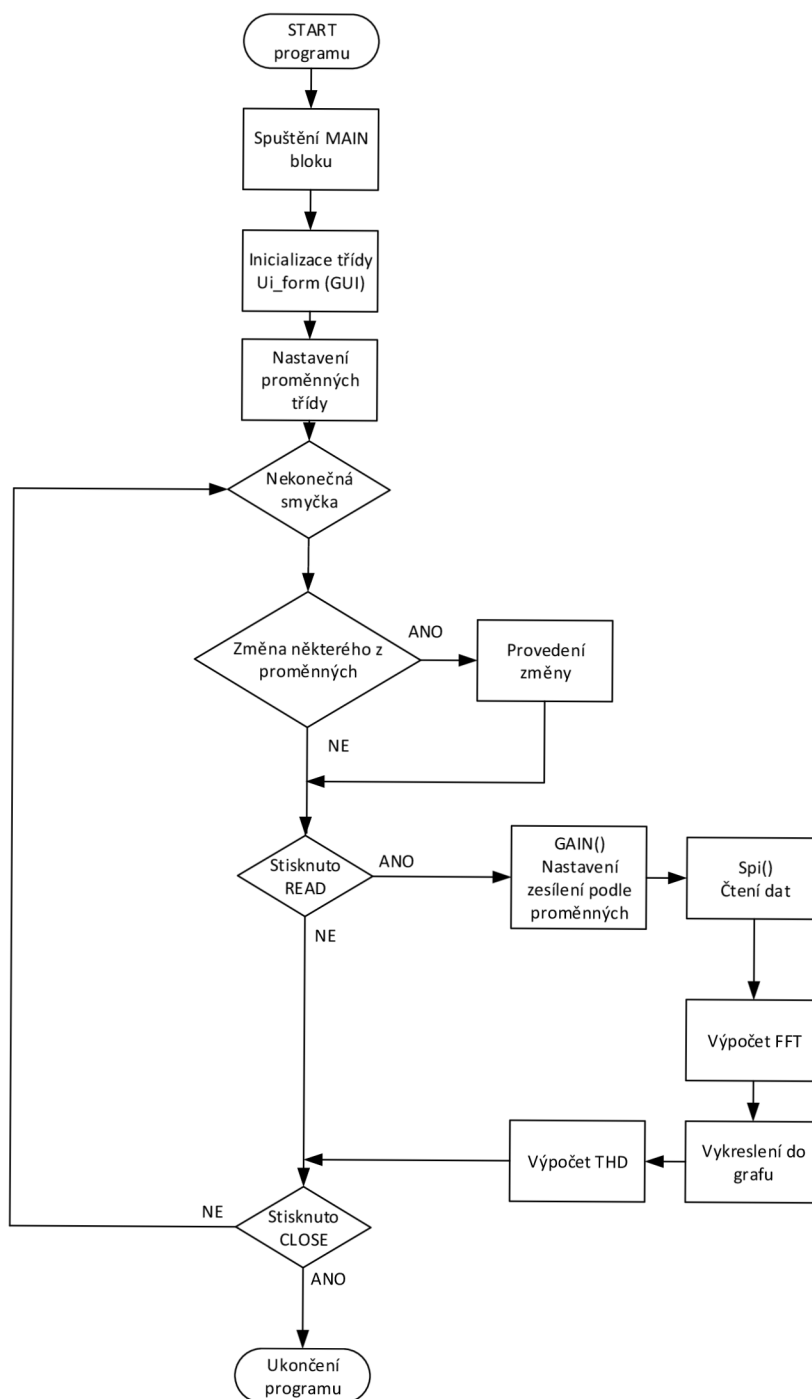 START
programu
Spuštění MAIN
bloku
Inicializace třídy
Ui_form (GUI)
Nastavení
proměnných
třídy
Nekonečná
smyčka
Změna některého z
proměnných
ANO
Provedení
změny
NE
Stisknuto
READ
ANO
GAIN()
Nastavení
zesílení podle
proměnných
Spi()
Čtení dat
NE
Výpočet FFT
Vykreslení do
grafu
Výpočet THD
Stisknuto
CLOSE
NE
ANO
Ukončení
programu